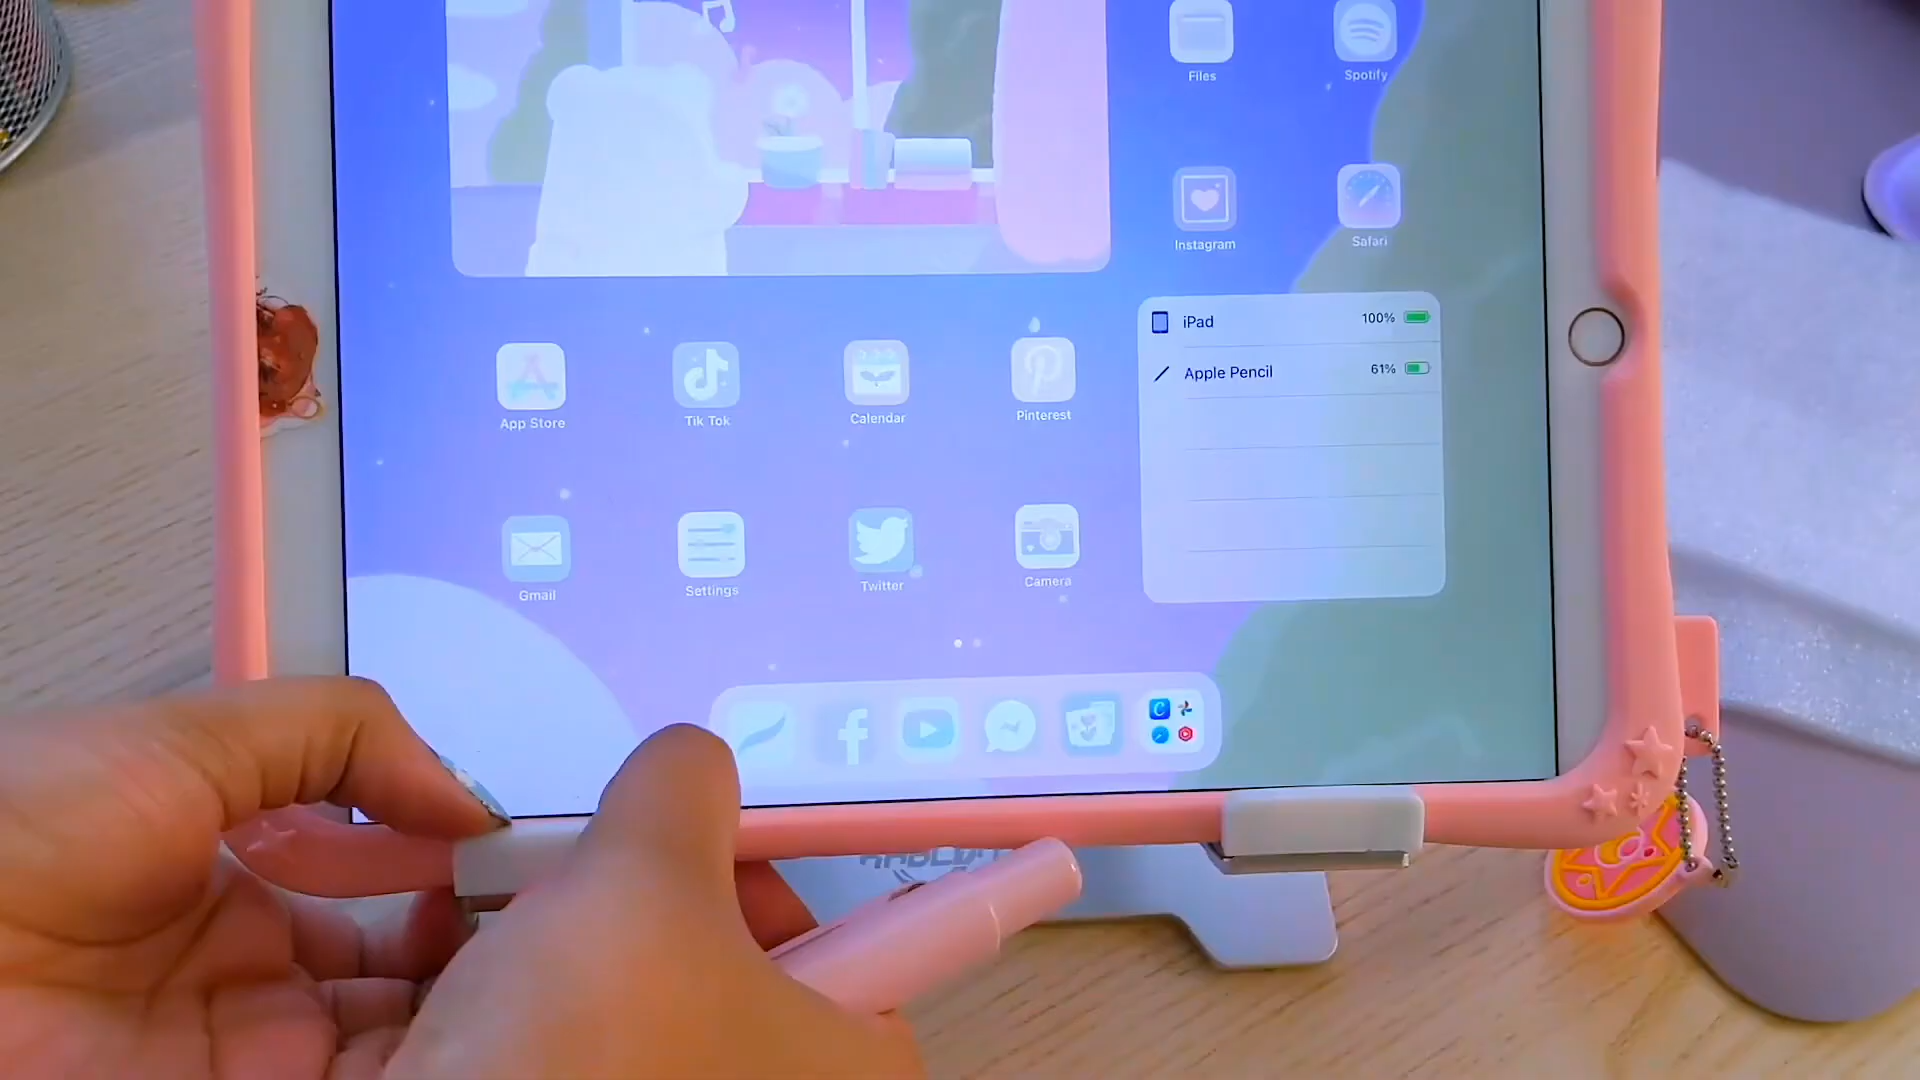 Files
Spotify
Instagram
Safari
iPad 100%
Apple Pencil 61%
App Store
Tik Tok
Calendar
Pinterest
Gmail
Settings
Twitter
Camera